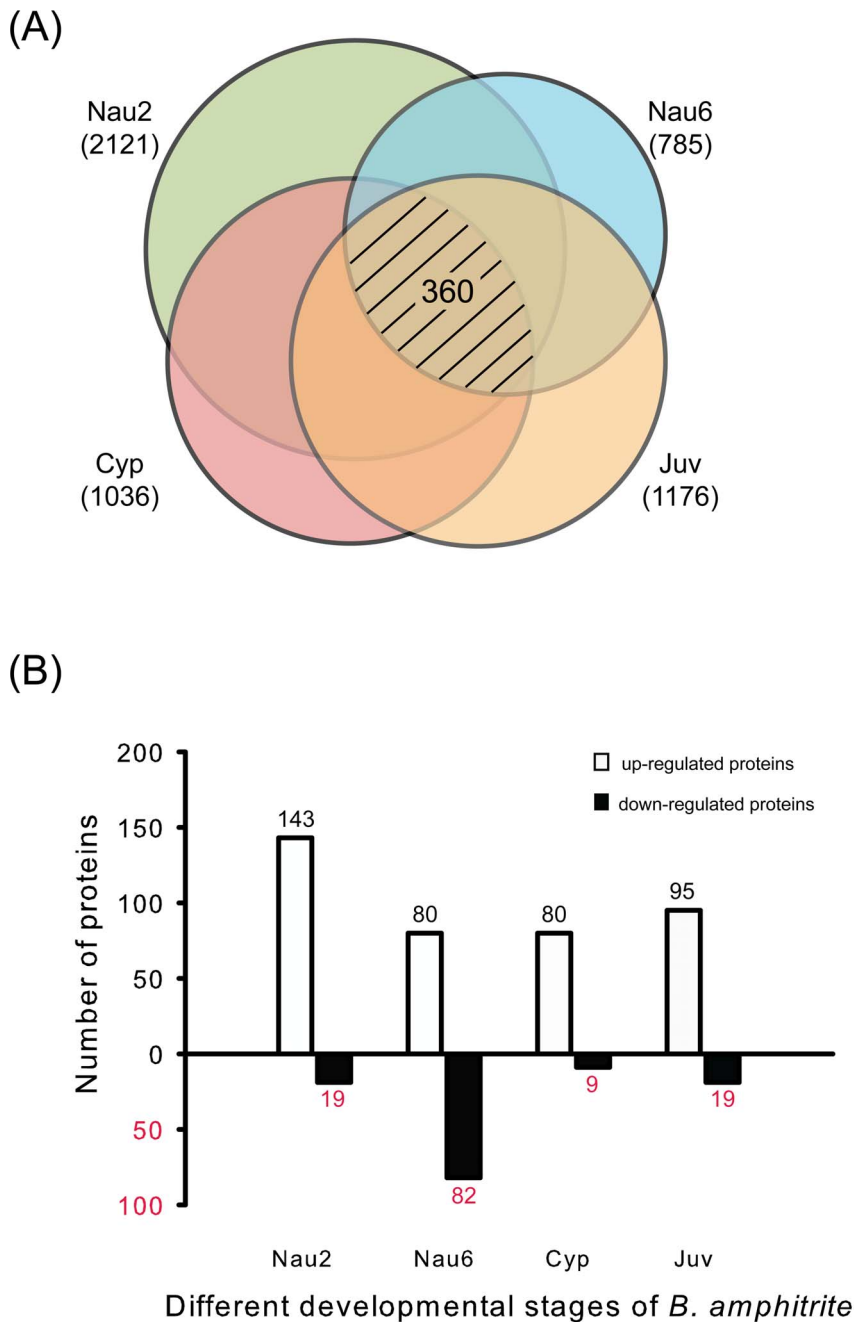 (A)
Nau2
(2121)
Nau6
(785)
360
Cyp
(1036)
Juv
(1176)
(B)
200
150
100
50
0
50
100
Number of proteins
up-regulated proteins
down-regulated proteins
143
80
80
95
19
82
9
19
Nau2 Nau6 Cyp Juv
Different developmental stages of B. amphitrite